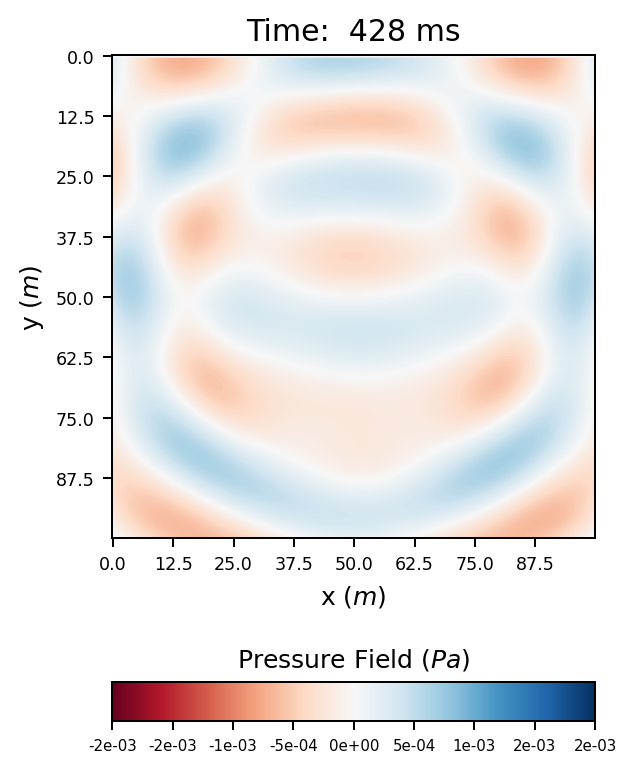 Time:  428 ms
0.0
12.5
25.0
37.5
50.0
62.5
75.0
87.5
y (m)
0.0 12.5 25.0 37.5 50.0 62.5 75.0 87.5
x (m)
Pressure Field (Pa)
-2e-03 -2e-03 -1e-03 -5e-04 0e+00 5e-04 1e-03 2e-03 2e-03